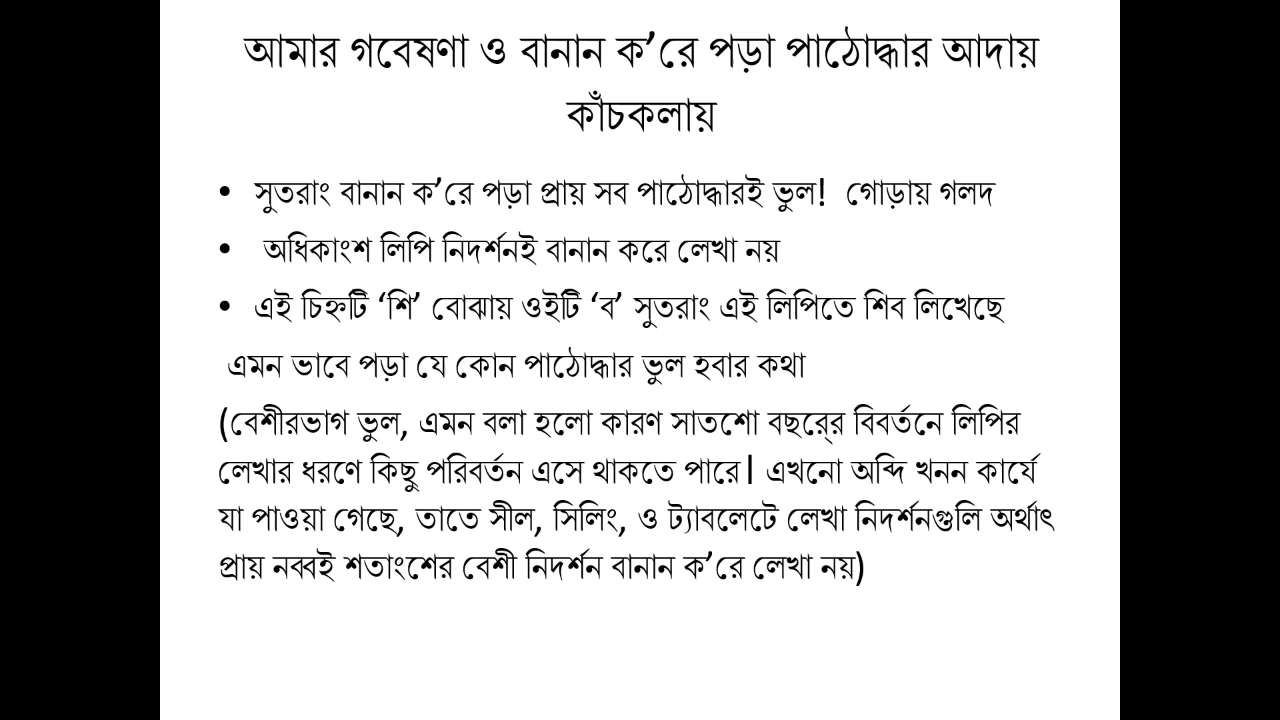 আমার গবেষণা ও বানান ক’রে পড়া পাঠোদ্ধার আদায়
কাঁচকলায়
• সুতরাং বানান ক’রে পড়া প্রায় সব পাঠোদ্ধারই ভুল! গোড়ায় গলদ
• অধিকাংশ লিপি নিদর্শনই বানান করে লেখা নয়
• এই চিহ্নটি ‘শি’ বোঝায় ওইটি ‘ব’ সুতরাং এই লিপিতে শিব লিখেছে
এমন ভাবে পড়া যে কোন পাঠোদ্ধার ভুল হবার কথা
(বেশীরভাগ ভুল, এমন বলা হলো কারণ সাতশো বছরে্র বিবর্তনে লিপির
লেখার ধরণে কিছু পরিবর্তন এসে থাকতে পারে। এখনো অব্দি খনন কার্যে
যা পাওয়া গেছে, তাতে সীল, সিলিং, ও ট্যাবলেটে লেখা নিদর্শনগুলি অর্থাৎ
প্রায় নব্বই শতাংশের বেশী নিদর্শন বানান ক’রে লেখা নয়)